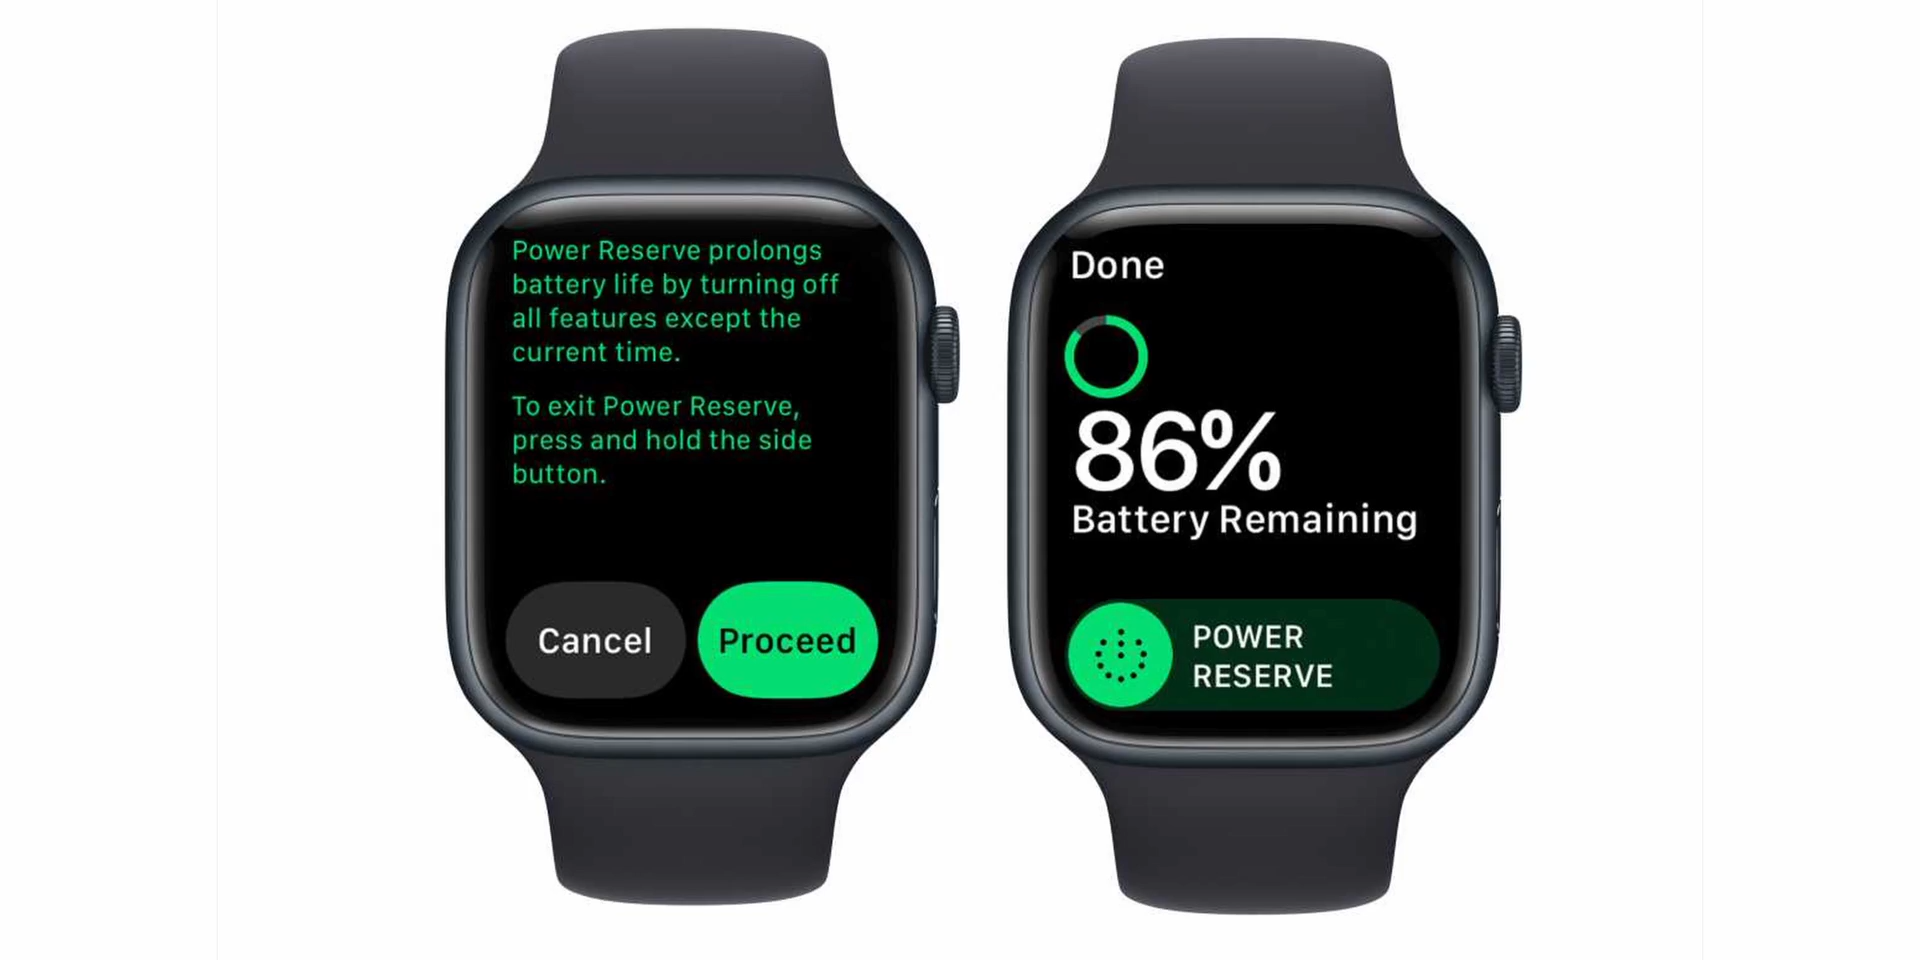 Power Reserve prolongs
battery life by turning off
all features except the
current time.
To exit Power Reserve,
press and hold the side
button.
Cancel
Proceed
Done
86%
Battery Remaining
POWER
RESERVE